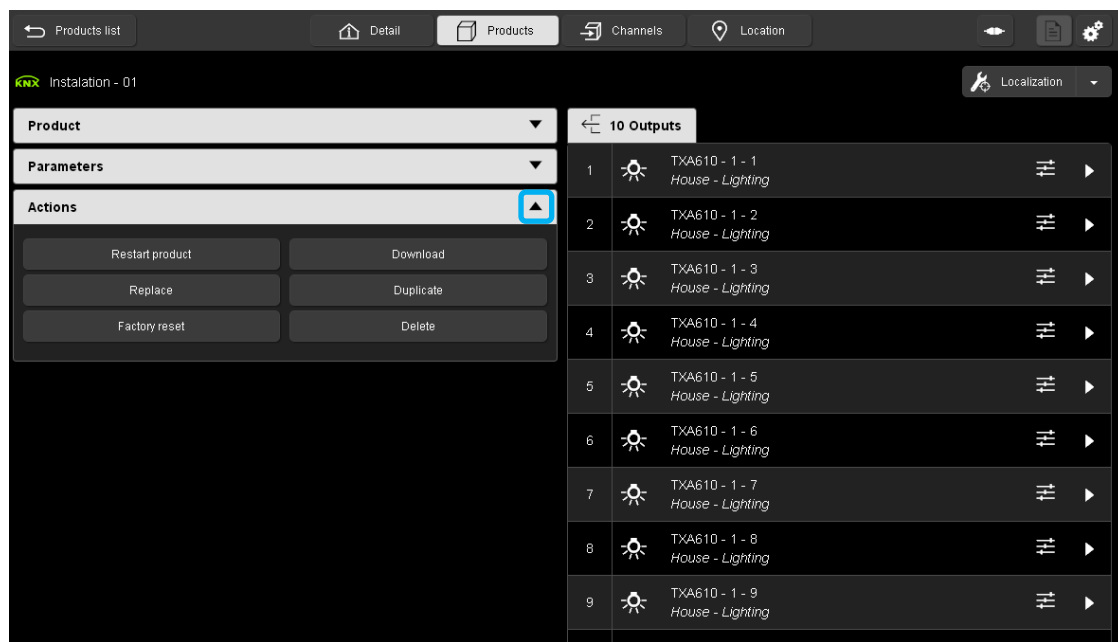 Products list
Detail
Products
Channels
Location
KNX Instalation - 01
Localization
Product
Parameters
Actions
Restart product
Download
Replace
Duplicate
Factory reset
Delete
10 Outputs
1
TXA610 - 1 - 1
House - Lighting
2
TXA610 - 1 - 2
House - Lighting
3
TXA610 - 1 - 3
House - Lighting
4
TXA610 - 1 - 4
House - Lighting
5
TXA610 - 1 - 5
House - Lighting
6
TXA610 - 1 - 6
House - Lighting
7
TXA610 - 1 - 7
House - Lighting
8
TXA610 - 1 - 8
House - Lighting
9
TXA610 - 1 - 9
House - Lighting